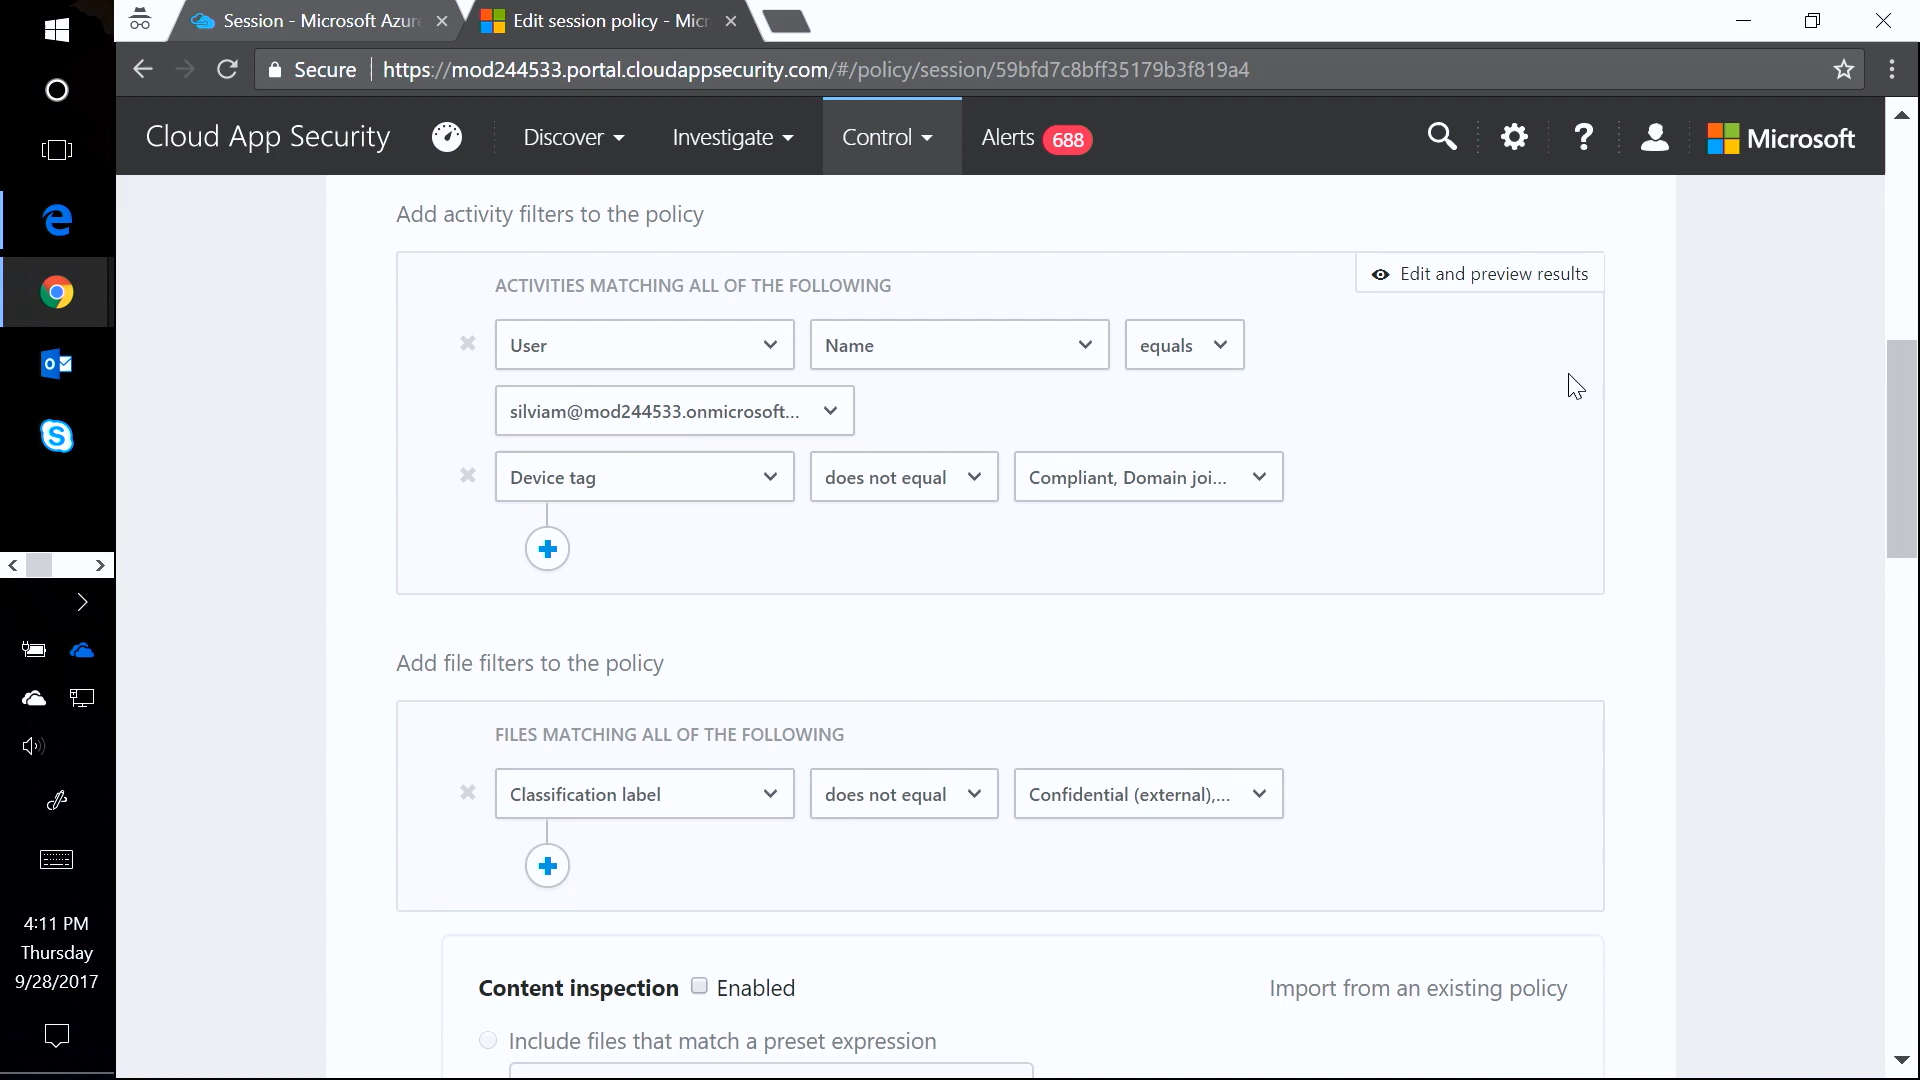 Session - Microsoft Azur
Edit session policy - Micr
Secure
https://mod244533.portal.cloudappsecurity.com/#/policy/session/59bfd7c8bff35179b3f819a4
Cloud App Security
Discover
Investigate
Control
Alerts
688
?
Microsoft
Add activity filters to the policy
ACTIVITIES MATCHING ALL OF THE FOLLOWING
Edit and preview results
User
Name
equals
silviam@mod244533.onmicrosoft...
Device tag
does not equal
Compliant, Domain joi...
Add file filters to the policy
FILES MATCHING ALL OF THE FOLLOWING
Classification label
does not equal
Confidential (external),...
Content inspection
Enabled
Import from an existing policy
Include files that match a preset expression
4:11 PM
Thursday
9/28/2017